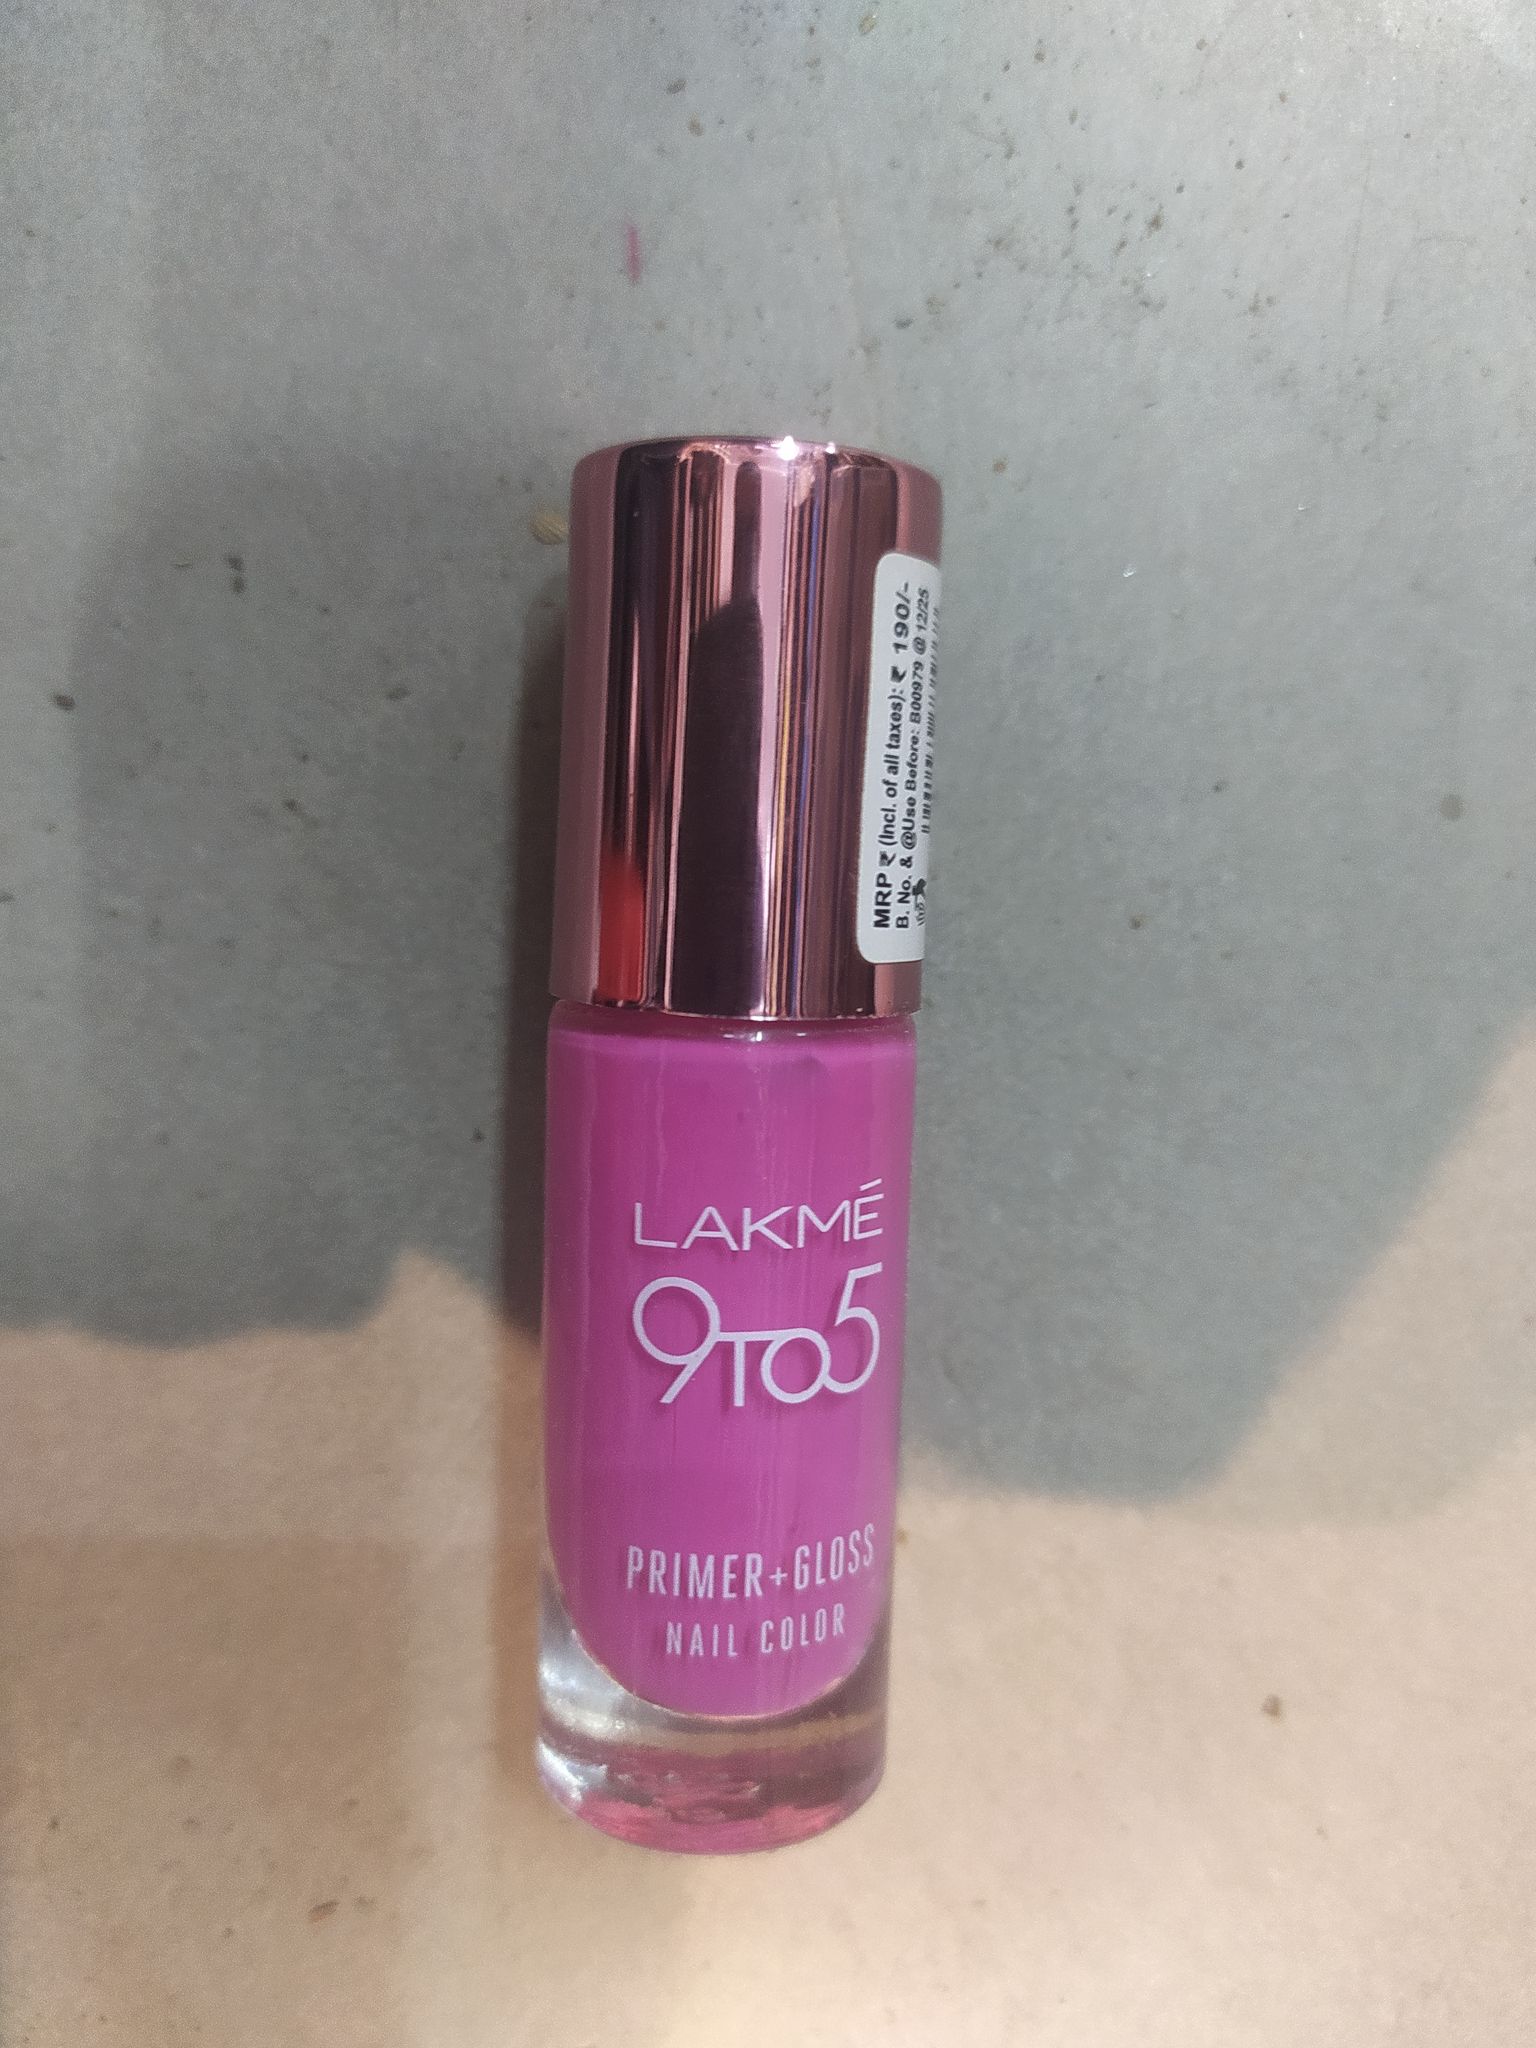 MRP ₹ (Incl. of all taxes): ₹ 190/-
B. No. & @Use Before: B00979 @ 12/25
LAKMÉ
9TO5
PRIMER+GLOSS
NAIL COLOR